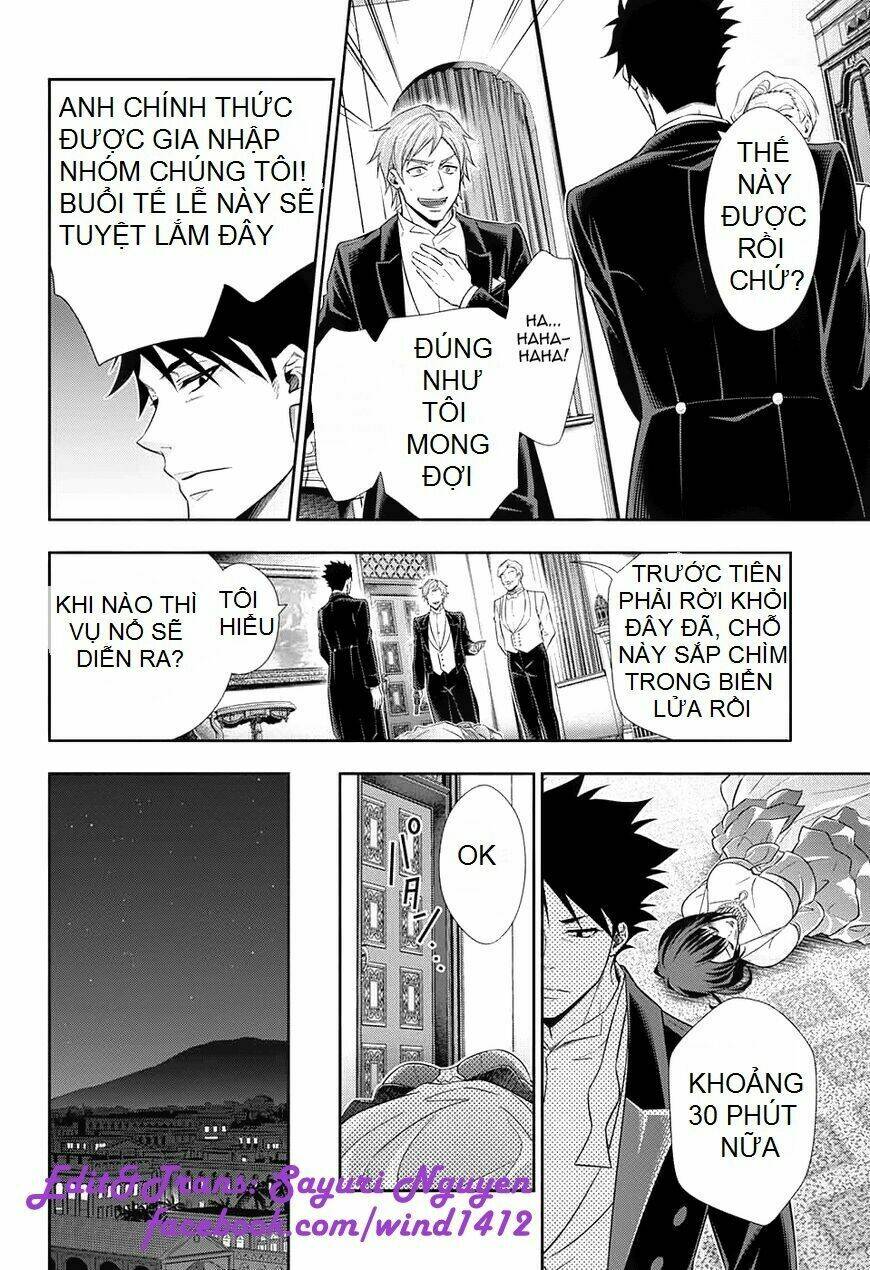 THẾ
NÀY
ĐƯỢC
RỒI
CHỨ?
HA...
HAHA-
HAHA!
ĐÚNG
NHƯ
TÔI
MONG
ĐỢI
ANH CHÍNH THỨC
ĐƯỢC GIA NHẬP
NHÓM CHÚNG TÔI!
BUỔI TẾ LỄ NÀY SẼ
TUYỆT LẮM ĐÂY
TRƯỚC TIÊN
PHẢI RỜI KHỎI
ĐÂY ĐÃ, CHỖ
NÀY SẮP CHÌM
TRONG BIỂN
LỬA RỒI
TÔI
HIỂU
KHI NÀO THÌ
VỤ NỔ SẼ
DIỄN RA?
KHOẢNG
30 PHÚT
NỮA
OK
パタン...
Edit&Trans: Sayuri Nguyen
facebook.com/wind1412